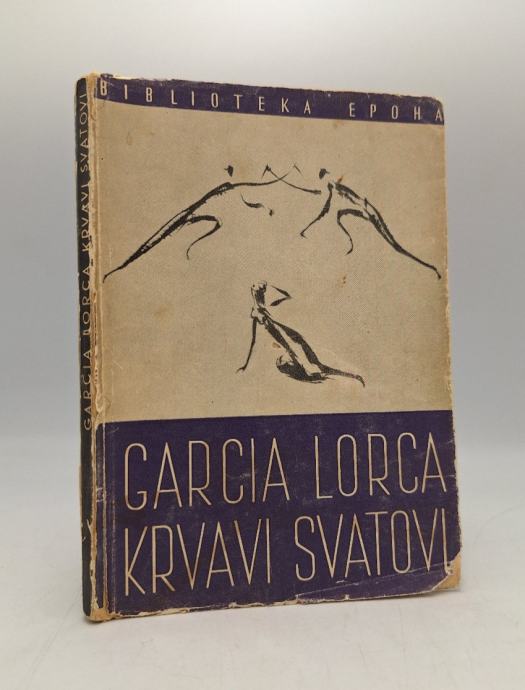 BIBLIOTEKA EPOHA
GARCIA LORCA
KRVAVI SVATOVI
GARCIA LORCA KRVAVI SVATOVI